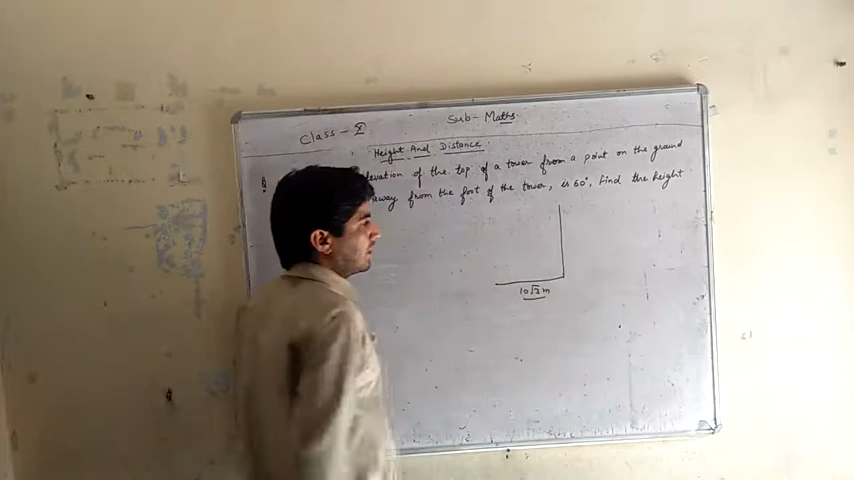 Class - X
Sub - Maths.
Height And Distance
Q
elevation of the top of a tower from a point on the ground
away from the foot of the tower, is 60°, find the height
10√3 m